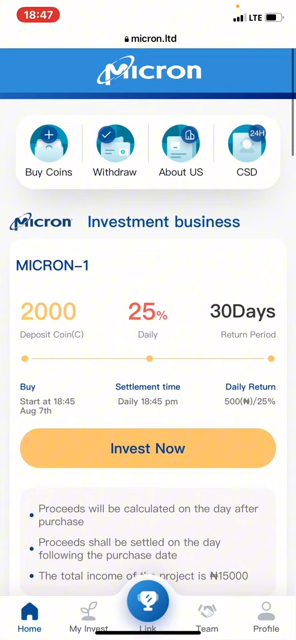 18:47
LTE
micron.ltd
Micron
24H
Buy Coins
Withdraw
About US
CSD
Micron
Investment business
MICRON-1
2000
25%
30Days
Deposit Coin(C)
Daily
Return Period
Buy
Settlement time
Daily Return
Start at 18:45
Aug 7th
Daily 18:45 pm
500(₦)/25%
Invest Now
Proceeds will be calculated on the day after
purchase
Proceeds shall be settled on the day
following the purchase date
The total income of the project is ₦15000
Home
My Invest
Link
Team
Profile